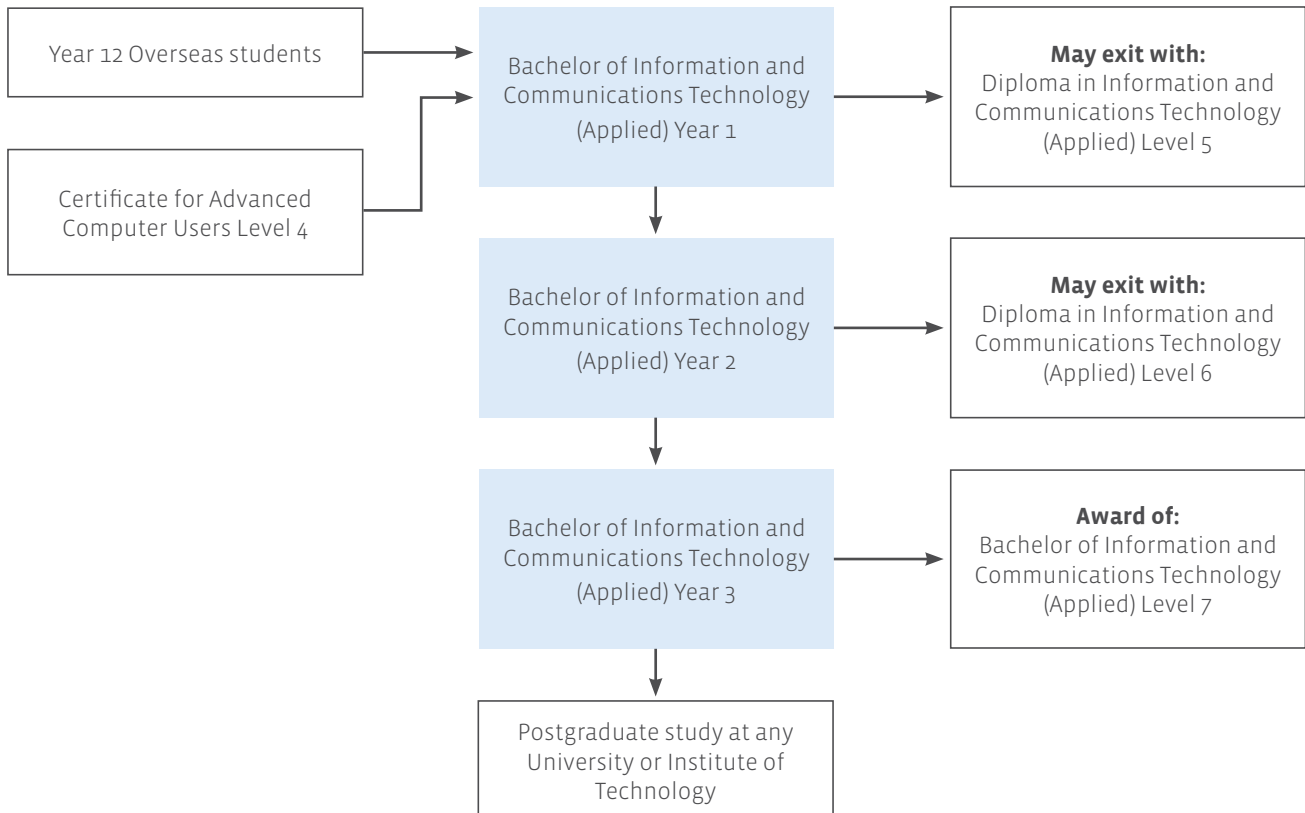 Year 12 Overseas students
Certificate for Advanced
Computer Users Level 4
Bachelor of Information and
Communications Technology
(Applied) Year 1
May exit with:
Diploma in Information and
Communications Technology
(Applied) Level 5
Bachelor of Information and
Communications Technology
(Applied) Year 2
May exit with:
Diploma in Information and
Communications Technology
(Applied) Level 6
Bachelor of Information and
Communications Technology
(Applied) Year 3
Award of:
Bachelor of Information and
Communications Technology
(Applied) Level 7
Postgraduate study at any
University or Institute of
Technology